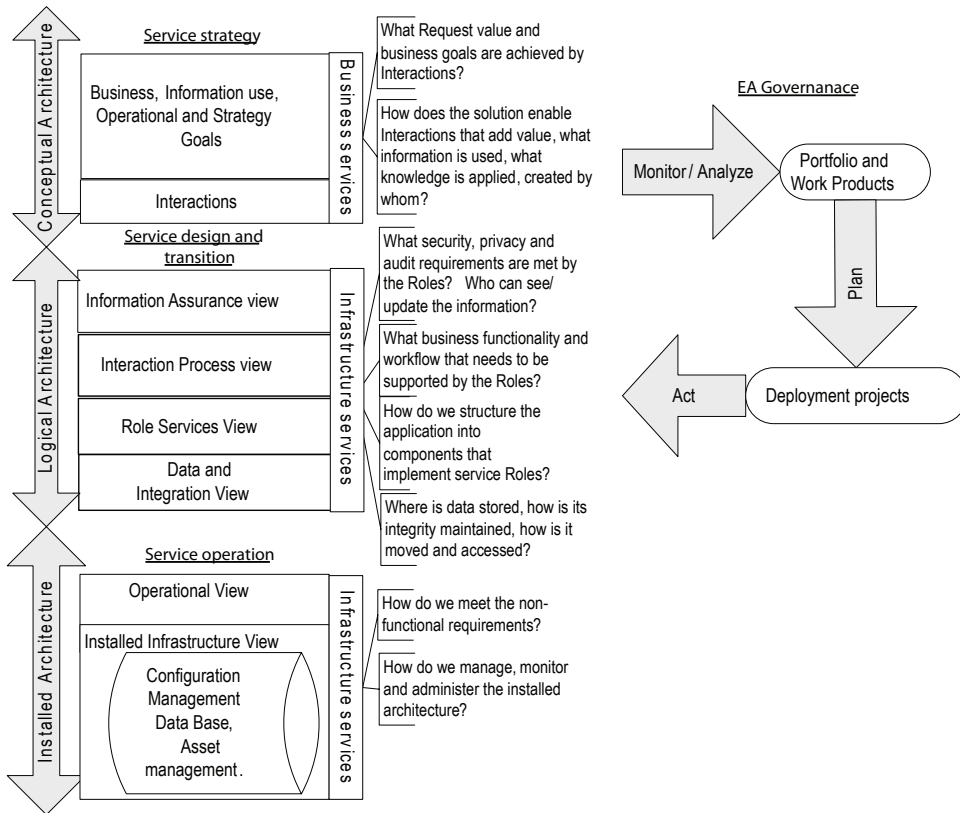 Conceptual Architecture
Service strategy
Business, Information use,
Operational and Strategy
Goals
Interactions
Business services
What Request value and
business goals are achieved by
Interactions?
How does the solution enable
Interactions that add value, what
information is used, what
knowledge is applied, created by
whom?
Logical Architecture
Service design and
transition
Information Assurance view
Interaction Process view
Role Services View
Data and
Integration View
Infrastructure services
What security, privacy and
audit requirements are met by
the Roles? Who can see/
update the information?
What business functionality and
workflow that needs to be
supported by the Roles?
How do we structure the
application into
components that
implement service Roles?
Where is data stored, how is its
integrity maintained, how is it
moved and accessed?
Installed Architecture
Service operation
Operational View
Installed Infrastructure View
Configuration
Management
Data Base,
Asset
management.
Infrastructure services
How do we meet the non-
functional requirements?
How do we manage, monitor
and administer the installed
architecture?
EA Governanace
Monitor / Analyze
Portfolio and
Work Products
Plan
Deployment projects
Act